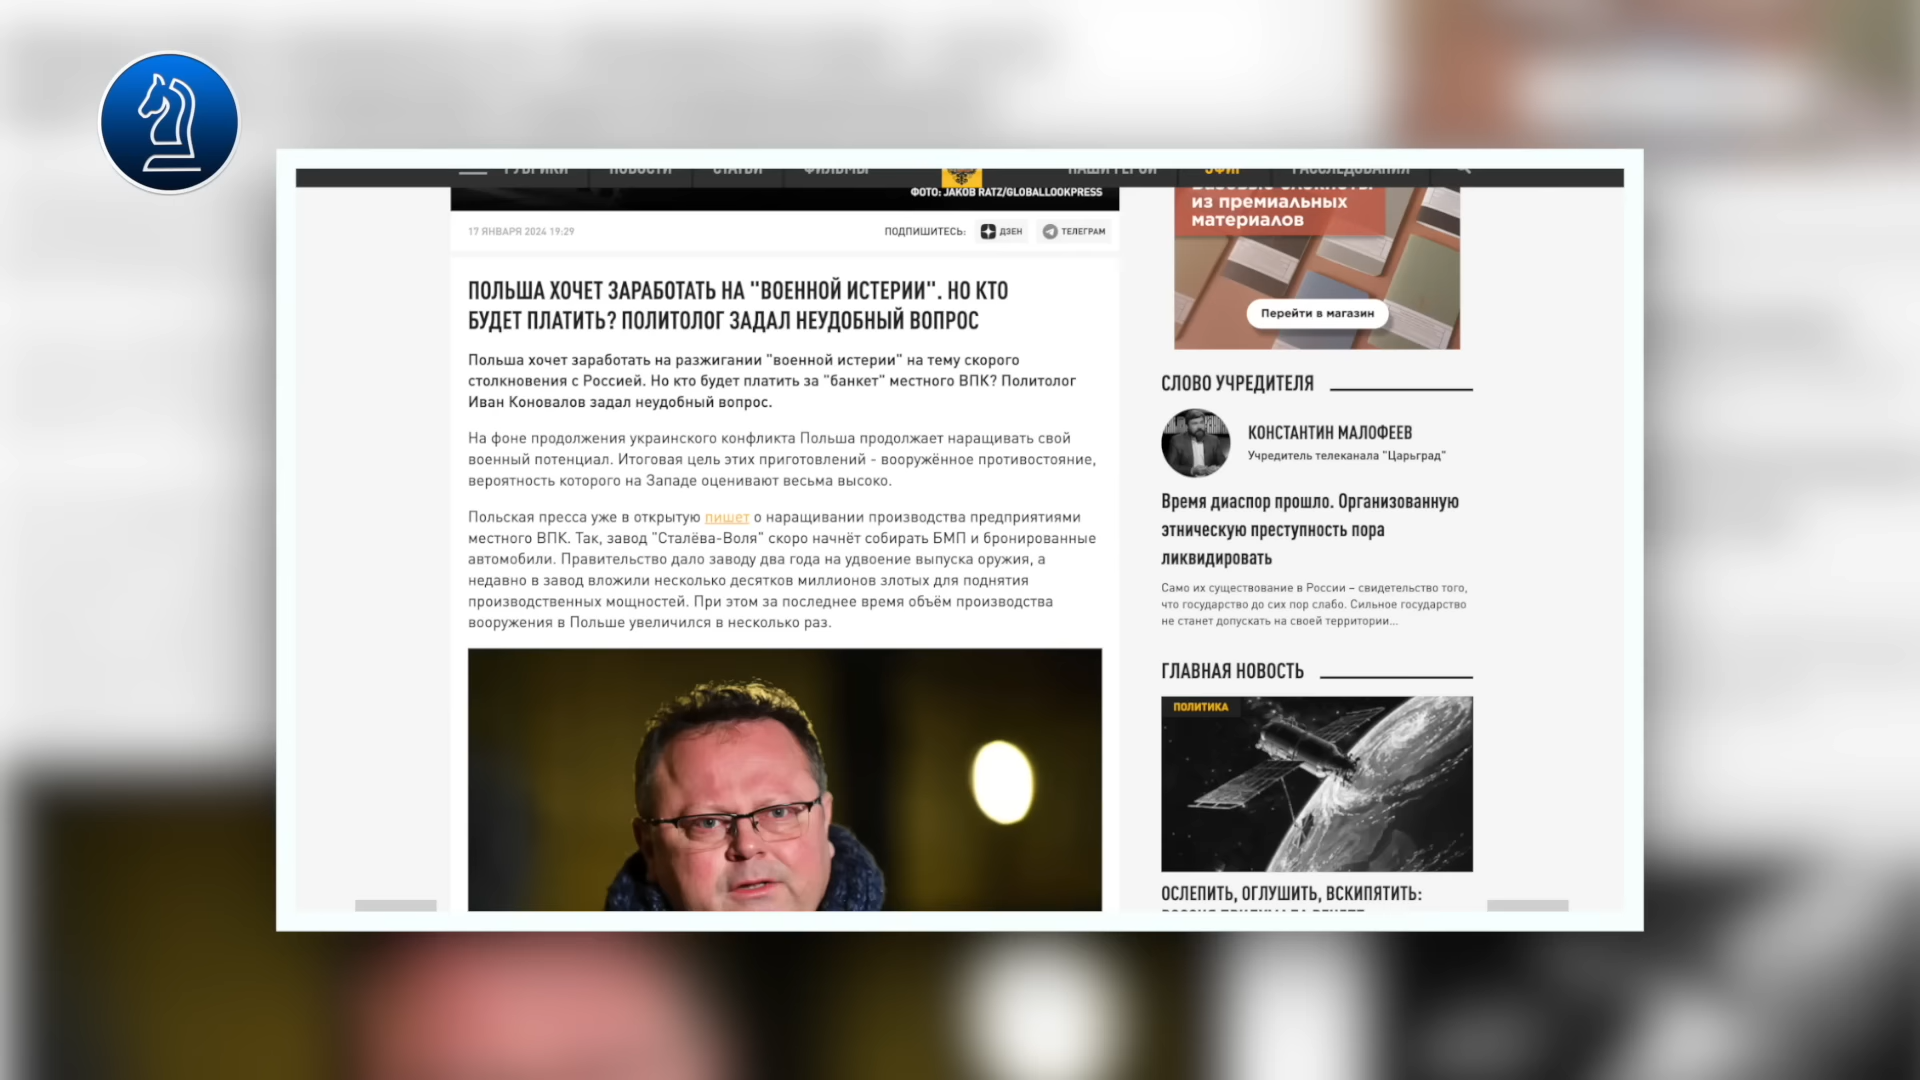 РУБРИКИ
НОВОСТИ
СТАТЬИ
ФИЛЬМЫ
НАШИ ГЕРОИ
ЭФИР
РАССЛЕДОВАНИЯ
ФОТО: JAKOB RATZ/GLOBALLOOKPRESS
17 ЯНВАРЯ 2024 19:29
ПОДПИШИТЕСЬ:
ДЗЕН
ТЕЛЕГРАМ
ПОЛЬША ХОЧЕТ ЗАРАБОТАТЬ НА "ВОЕННОЙ ИСТЕРИИ". НО КТО
БУДЕТ ПЛАТИТЬ? ПОЛИТОЛОГ ЗАДАЛ НЕУДОБНЫЙ ВОПРОС
Польша хочет заработать на разжигании "военной истерии" на тему скорого
столкновения с Россией. Но кто будет платить за "банкет" местного ВПК? Политолог
Иван Коновалов задал неудобный вопрос.
На фоне продолжения украинского конфликта Польша продолжает наращивать свой
военный потенциал. Итоговая цель этих приготовлений - вооружённое противостояние,
вероятность которого на Западе оценивают весьма высоко.
Польская пресса уже в открытую пишет о наращивании производства предприятиями
местного ВПК. Так, завод "Сталёва-Воля" скоро начнёт собирать БМП и бронированные
автомобили. Правительство дало заводу два года на удвоение выпуска оружия, а
недавно в завод вложили несколько десятков миллионов злотых для поднятия
производственных мощностей. При этом за последнее время объём производства
вооружения в Польше увеличился в несколько раз.
из премиальных
материалов
Перейти в магазин
СЛОВО УЧРЕДИТЕЛЯ
КОНСТАНТИН МАЛОФЕЕВ
Учредитель телеканала "Царьград"
Время диаспор прошло. Организованную
этническую преступность пора
ликвидировать
Само их существование в России – свидетельство того,
что государство до сих пор слабо. Сильное государство
не станет допускать на своей территории...
ГЛАВНАЯ НОВОСТЬ
ПОЛИТИКА
ОСЛЕПИТЬ, ОГЛУШИТЬ, ВСКИПЯТИТЬ: